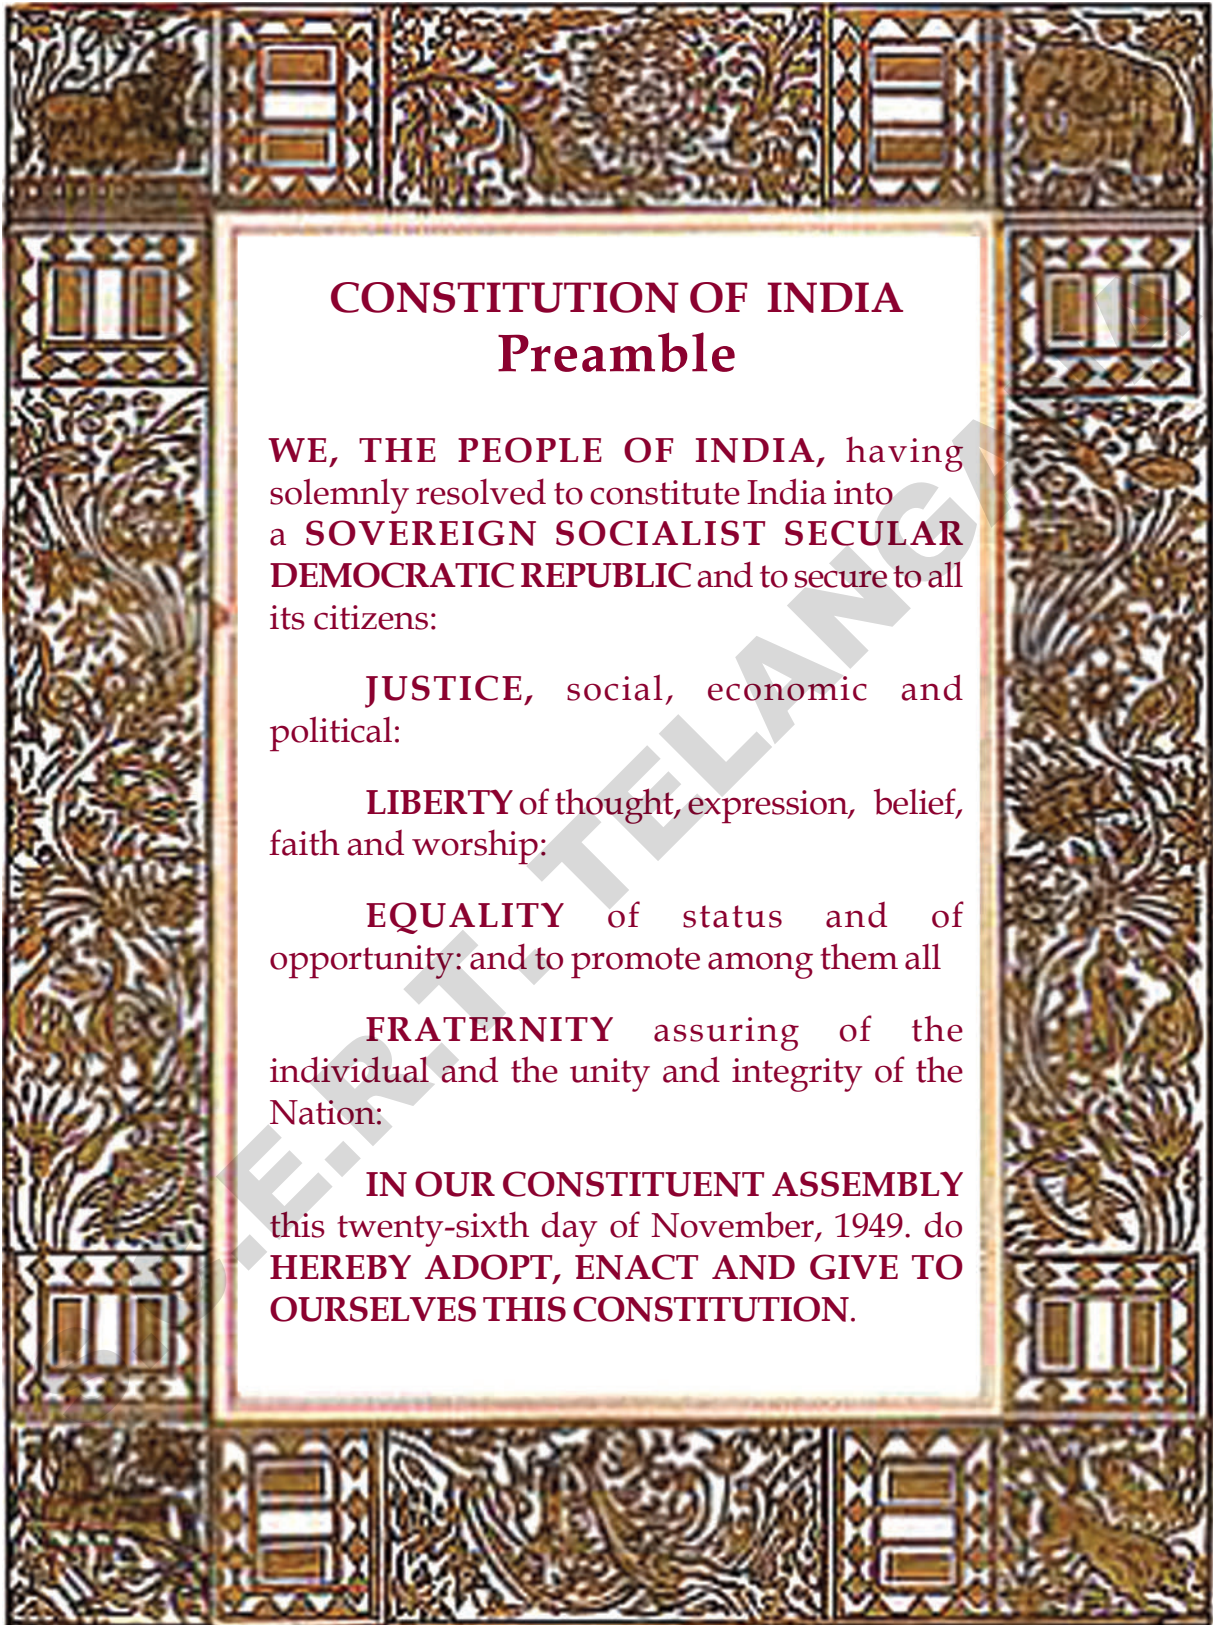 CONSTITUTION OF INDIA
Preamble
WE, THE PEOPLE OF INDIA, having
solemnly resolved to constitute India into
a SOVEREIGN SOCIALIST SECULAR
DEMOCRATIC REPUBLIC and to secure to all
its citizens:
JUSTICE, social, economic and
political:
LIBERTY of thought, expression, belief,
faith and worship:
EQUALITY of status and of
opportunity: and to promote among them all
FRATERNITY assuring of the
individual and the unity and integrity of the
Nation:
IN OUR CONSTITUENT ASSEMBLY
this twenty-sixth day of November, 1949. do
HEREBY ADOPT, ENACT AND GIVE TO
OURSELVES THIS CONSTITUTION.